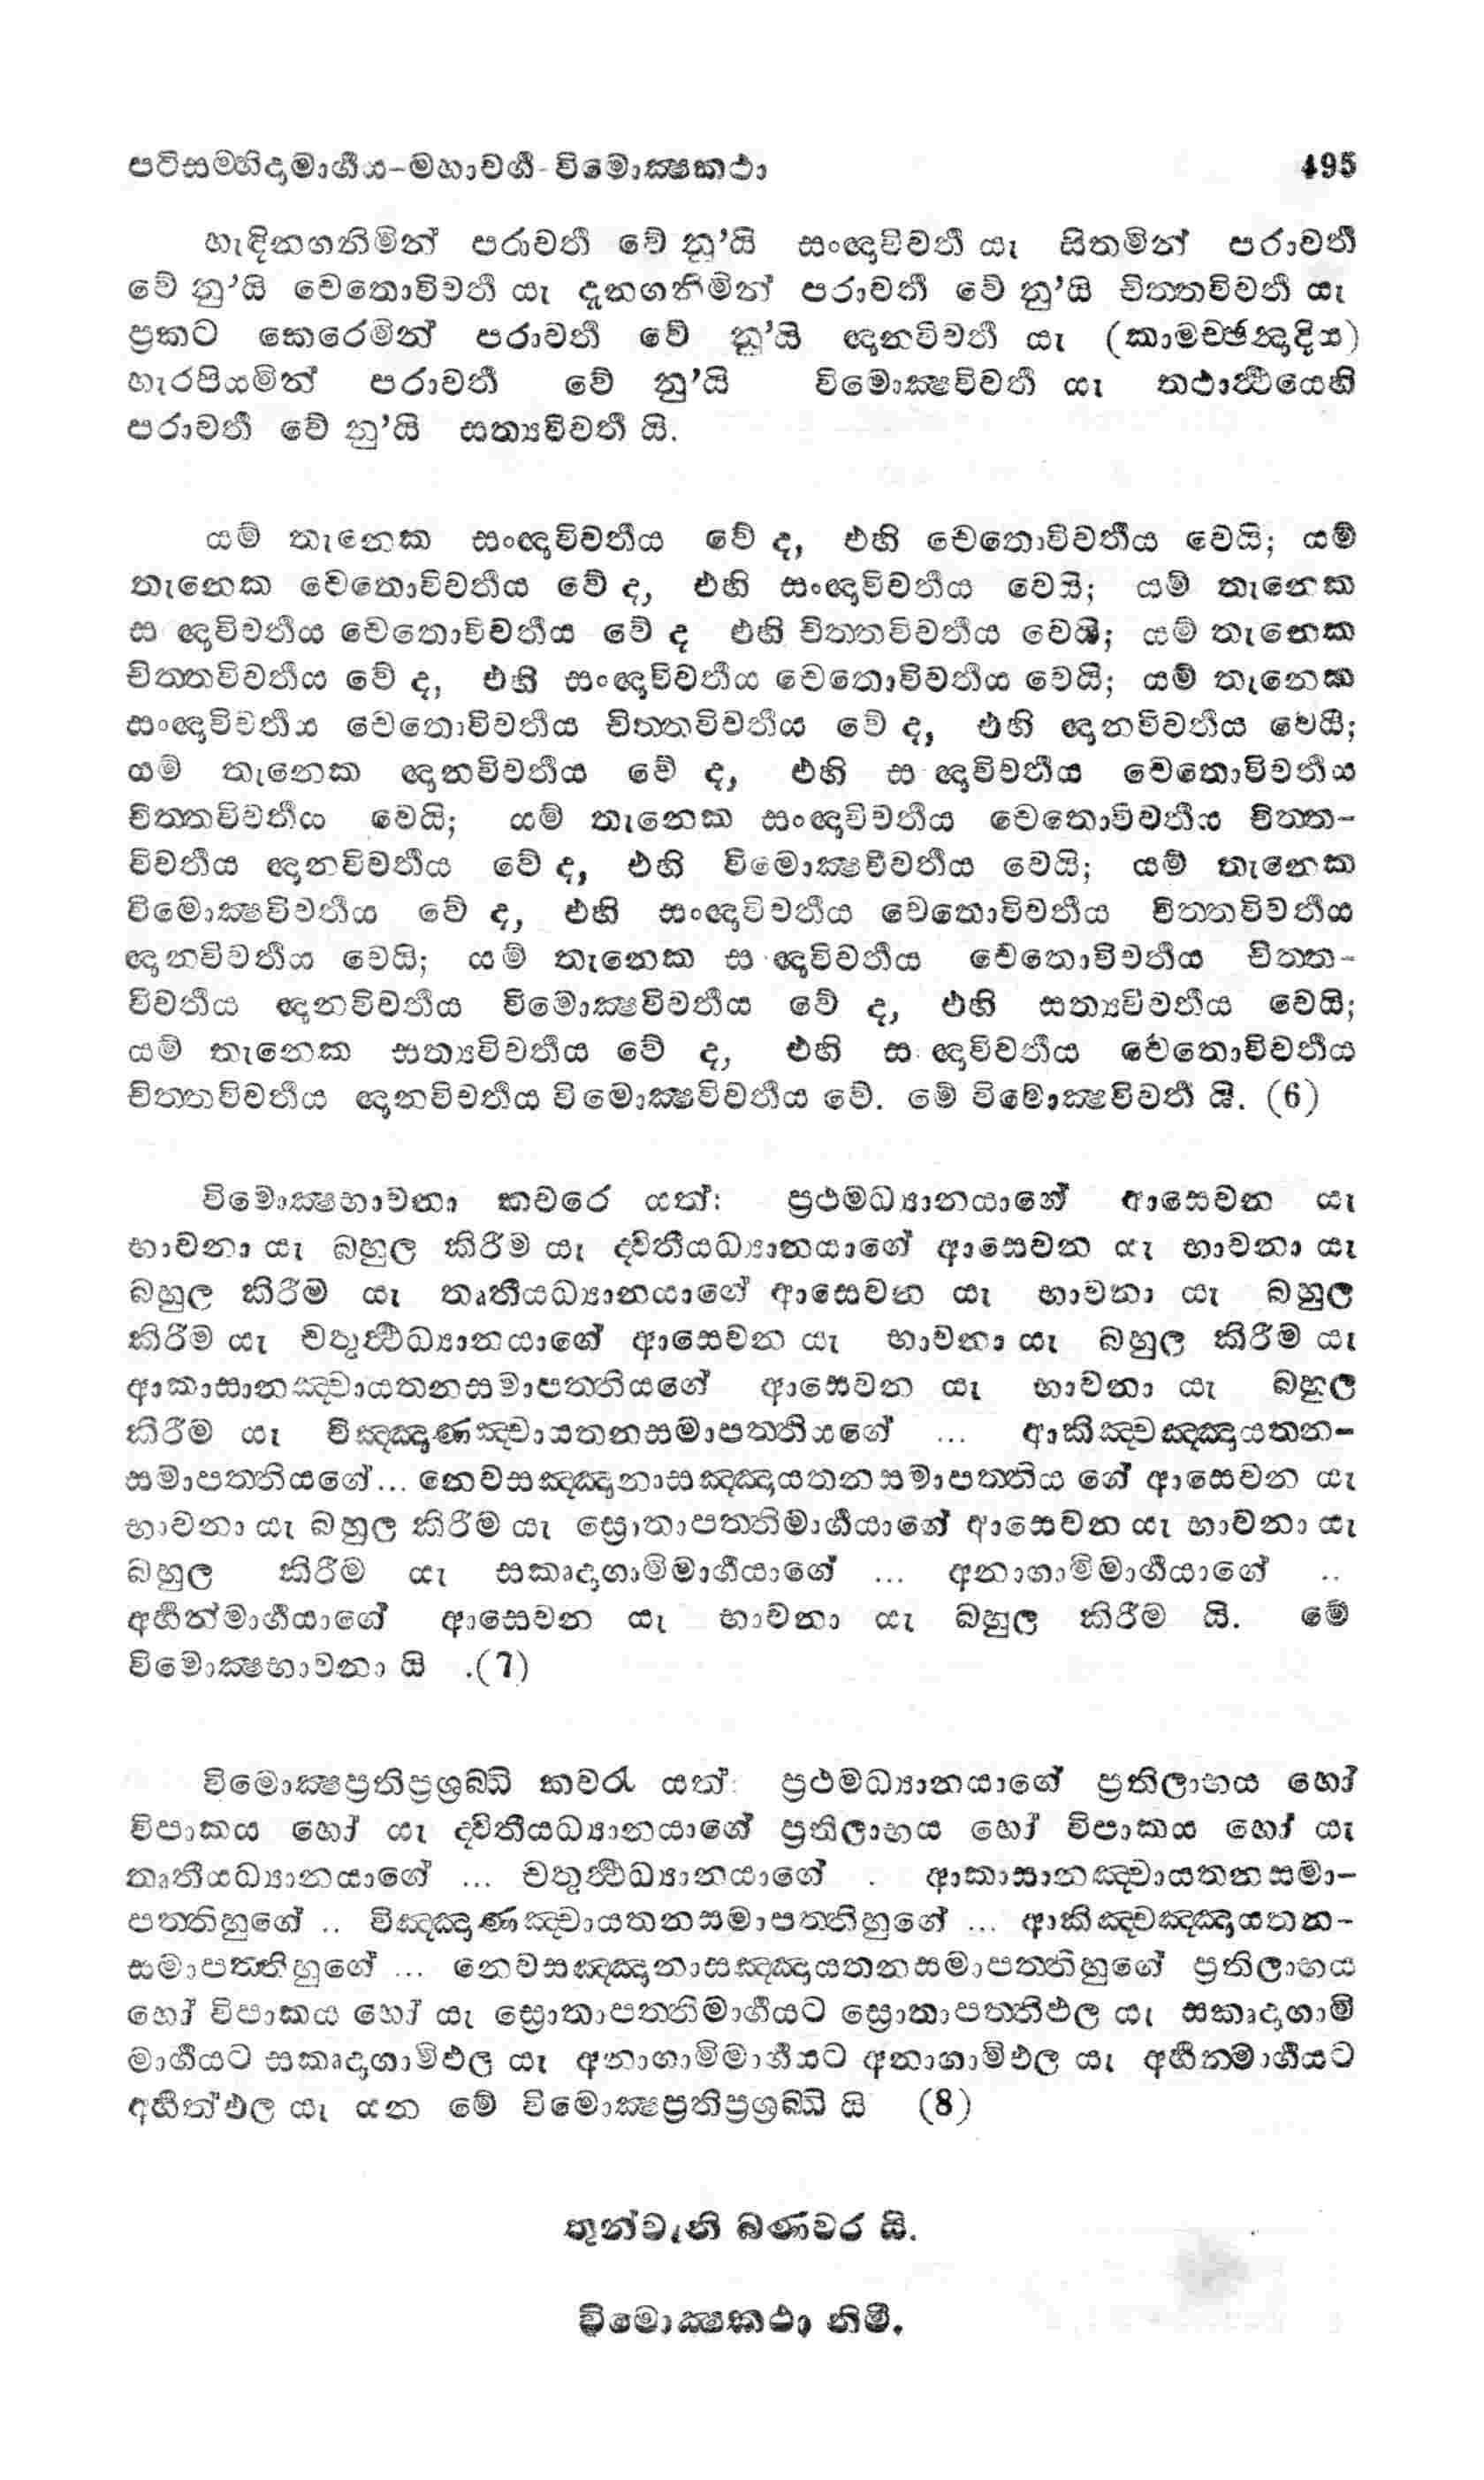 පටිසම්භිදාමාර්ගය-මහාවර්ග-විමොක්ෂකථා 495
හැඳිනගනිමින් පරාවර්ත වේ නු’යි සංඥාවිවර්ත යැ සිතමින් පරාවර්ත
වේ නු’යි චෙතොවිවර්ත යැ දැනගනිමින් පරාවර්ත වේ නු’යි චිත්තවිවර්ත යැ
ප්‍රකට කෙරෙමින් පරාවර්ත වේ නු’යි ඥානවිවර්ත යැ (කාමච්ඡන්‍දාදිය)
හැරපියමින් පරාවර්ත වේ නු’යි විමොක්ෂවිවර්ත යැ තථාර්ථයෙහි
පරාවර්ත වේ නු’යි සත්‍යවිවර්ත යි.
යම් තැනෙක සංඥාවිවර්තය වේ ද, එහි චෙතොවිවර්තය වෙයි; යම්
තැනෙක චෙතොවිවර්තය වේ ද, එහි සංඥාවිවර්තය වෙයි; යම් තැනෙක
සංඥාවිවර්තය චෙතොවිවර්තය වේ ද එහි චිත්තවිවර්තය වෙයි; යම් තැනෙක
චිත්තවිවර්තය වේ ද, එහි සංඥාවිවර්තය චෙතොවිවර්තය වෙයි; යම් තැනෙක
සංඥාවිවර්තය චෙතොවිවර්තය චිත්තවිවර්තය වේ ද, එහි ඥානවිවර්තය වෙයි;
යම් තැනෙක ඥානවිවර්තය වේ ද, එහි සංඥාවිවර්තය චෙතොවිවර්තය
චිත්තවිවර්තය වෙයි; යම් තැනෙක සංඥාවිවර්තය චෙතොවිවර්තය චිත්ත-
විවර්තය ඥානවිවර්තය වේ ද, එහි විමොක්ෂවිවර්තය වෙයි; යම් තැනෙක
විමොක්ෂවිවර්තය වේ ද, එහි සංඥාවිවර්තය චෙතොවිවර්තය චිත්තවිවර්තය
ඥානවිවර්තය වෙයි; යම් තැනෙක සංඥාවිවර්තය චෙතොවිවර්තය චිත්ත-
විවර්තය ඥානවිවර්තය විමොක්ෂවිවර්තය වේ ද, එහි සත්‍යවිවර්තය වෙයි;
යම් තැනෙක සත්‍යවිවර්තය වේ ද, එහි සංඥාවිවර්තය චෙතොවිවර්තය
චිත්තවිවර්තය ඥානවිවර්තය විමොක්ෂවිවර්තය වේ. මේ විමොක්ෂවිවර්ත යි. (6)
විමොක්ෂභාවනා කවරෙ යත්: ප්‍රථමධ්‍යානයාගේ ආසෙවන යැ
භාවනා යැ බහුල කිරීම යැ ද්විතීයධ්‍යානයාගේ ආසෙවන යැ භාවනා යැ
බහුල කිරීම යැ තෘතීයධ්‍යානයාගේ ආසෙවන යැ භාවනා යැ බහුල
කිරීම යැ චතුර්ථධ්‍යානයාගේ ආසෙවන යැ භාවනා යැ බහුල කිරීම යැ
ආකාසානඤ්චායතනසමාපත්තියගේ ආසෙවන යැ භාවනා යැ බහුල
කිරීම යැ විඤ්ඤාණඤ්චායතනසමාපත්තියගේ ... ආකිඤ්චඤ්ඤායතන-
සමාපත්තියගේ... නෙවසඤ්ඤානාසඤ්ඤායතනසමාපත්තිය ගේ ආසෙවන යැ
භාවනා යැ බහුල කිරීම යැ ස්‍රොතාපත්තිමාර්ගයාගේ ආසෙවන යැ භාවනා යැ
බහුල කිරීම යැ සකෘදාගාමිමාර්ගයාගේ ... අනාගාමිමාර්ගයාගේ ..
අර්හත්මාර්ගයාගේ ආසෙවන යැ භාවනා යැ බහුල කිරීම යි. මේ
විමොක්ෂභාවනා යි .(7)
විමොක්ෂප්‍රතිප්‍රශ්‍රබ්ධි කවරැ යත්: ප්‍රථමධ්‍යානයාගේ ප්‍රතිලාභය හෝ
විපාකය හෝ යැ ද්විතීයධ්‍යානයාගේ ප්‍රතිලාභය හෝ විපාකය හෝ යැ
තෘතීයධ්‍යානයාගේ ... චතුර්ථධ්‍යානයාගේ . ආකාසානඤ්චායතනසමා-
පත්තිහුගේ .. විඤ්ඤාණඤ්චායතනසමාපත්තිහුගේ ... ආකිඤ්චඤ්ඤායතන-
සමාපත්තිහුගේ ... නෙවසඤ්ඤානාසඤ්ඤායතනසමාපත්තිහුගේ ප්‍රතිලාභය
හෝ විපාකය හෝ යැ ස්‍රොතාපත්තිමාර්ගයට ස්‍රොතාපත්තිඵල යැ සකෘදාගාමි
මාර්ගයට සකෘදාගාමිඵල යැ අනාගාමිමාර්ගයට අනාගාමිඵල යැ අර්හත්මාර්ගයට
අර්හත්ඵල යැ යන මේ විමොක්ෂප්‍රතිප්‍රශ්‍රබ්ධි යි (8)
තුන්වැනි බණවර යි.
විමොක්ෂකථා නිමි.